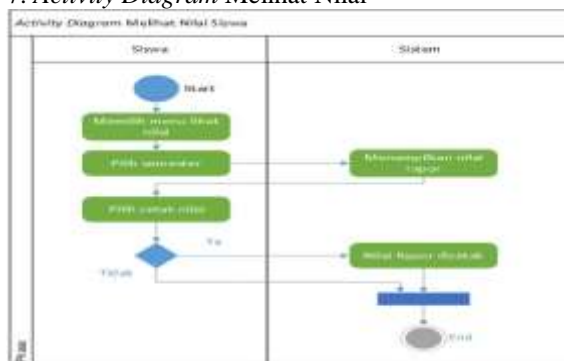 7. Activity Diagram Melihat Nilai
Activity Diagram Melihat Nilai Siswa
Siswa
Sistem
Start
Memilih menu lihat
nilai
Pilih semester
Menampilkan nilai
rapor
Pilih cetak nilai
Ya
Tidak
Nilai Rapor dicetak
End